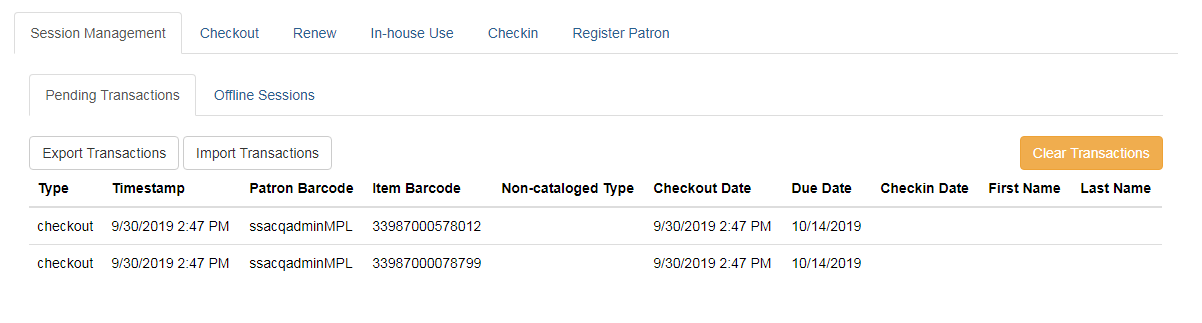 Session Management Checkout Renew In-house Use Checkin Register Patron
Pending Transactions Offline Sessions
Export Transactions Import Transactions Clear Transactions
Type Timestamp Patron Barcode Item Barcode Non-cataloged Type Checkout Date Due Date Checkin Date First Name Last Name
checkout 9/30/2019 2:47 PM ssacqadminMPL 33987000578012 9/30/2019 2:47 PM 10/14/2019
checkout 9/30/2019 2:47 PM ssacqadminMPL 33987000078799 9/30/2019 2:47 PM 10/14/2019